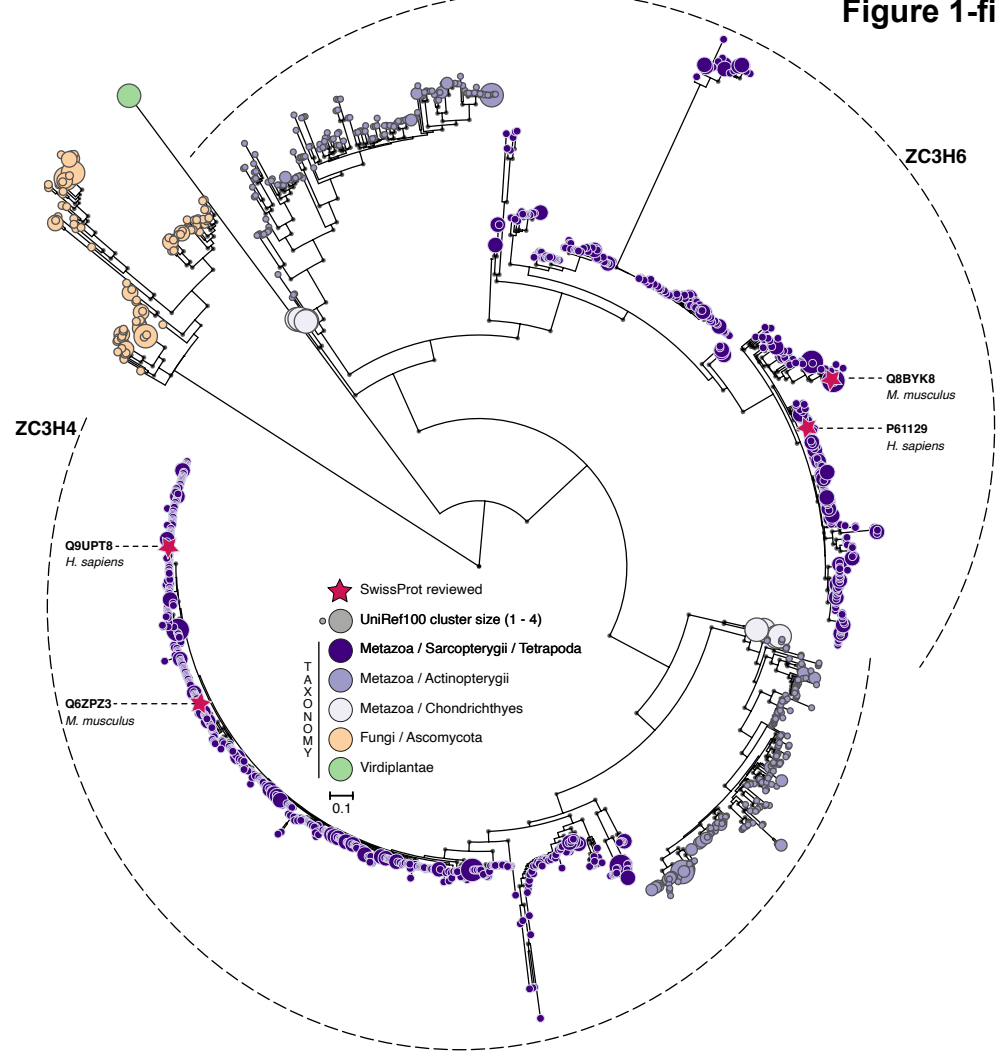 Figure 1-fi
ZC3H6
Q8BYK8
M. musculus
P61129
H. sapiens
ZC3H4
Q9UPT8
H. sapiens
Q6ZPZ3
M. musculus
SwissProt reviewed
UniRef100 cluster size (1 - 4)
TAXONOMY
Metazoa / Sarcopterygii / Tetrapoda
Metazoa / Actinopterygii
Metazoa / Chondrichthyes
Fungi / Ascomycota
Virdiplantae
0.1